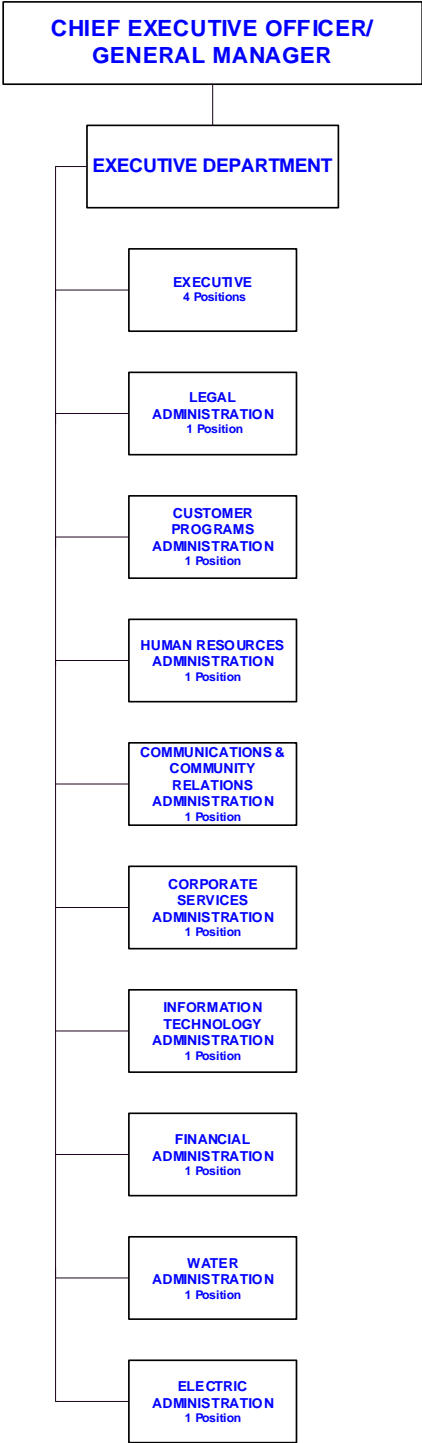 CHIEF EXECUTIVE OFFICER/
GENERAL MANAGER
EXECUTIVE DEPARTMENT
EXECUTIVE
4 Positions
LEGAL
ADMINISTRATION
1 Position
CUSTOMER
PROGRAMS
ADMINISTRATION
1 Position
HUMAN RESOURCES
ADMINISTRATION
1 Position
COMMUNICATIONS &
COMMUNITY
RELATIONS
ADMINISTRATION
1 Position
CORPORATE
SERVICES
ADMINISTRATION
1 Position
INFORMATION
TECHNOLOGY
ADMINISTRATION
1 Position
FINANCIAL
ADMINISTRATION
1 Position
WATER
ADMINISTRATION
1 Position
ELECTRIC
ADMINISTRATION
1 Position